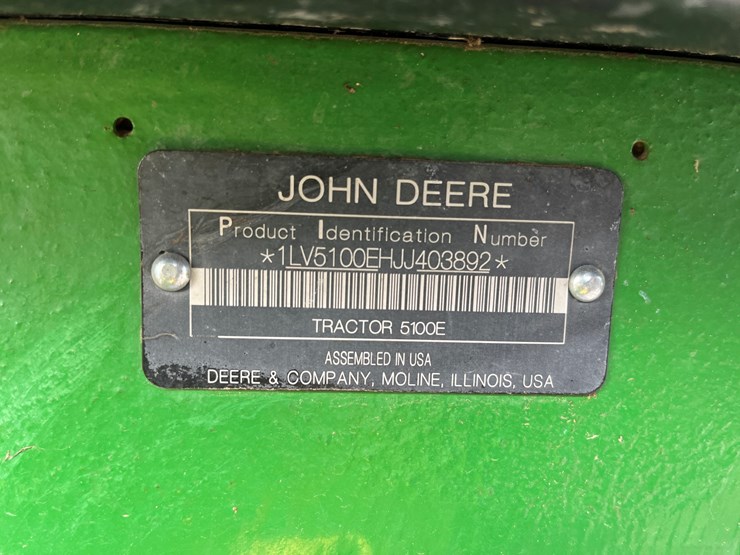 JOHN DEERE
Product Identification Number
*1LV5100EHJJ403892*
TRACTOR 5100E
ASSEMBLED IN USA
DEERE & COMPANY, MOLINE, ILLINOIS, USA